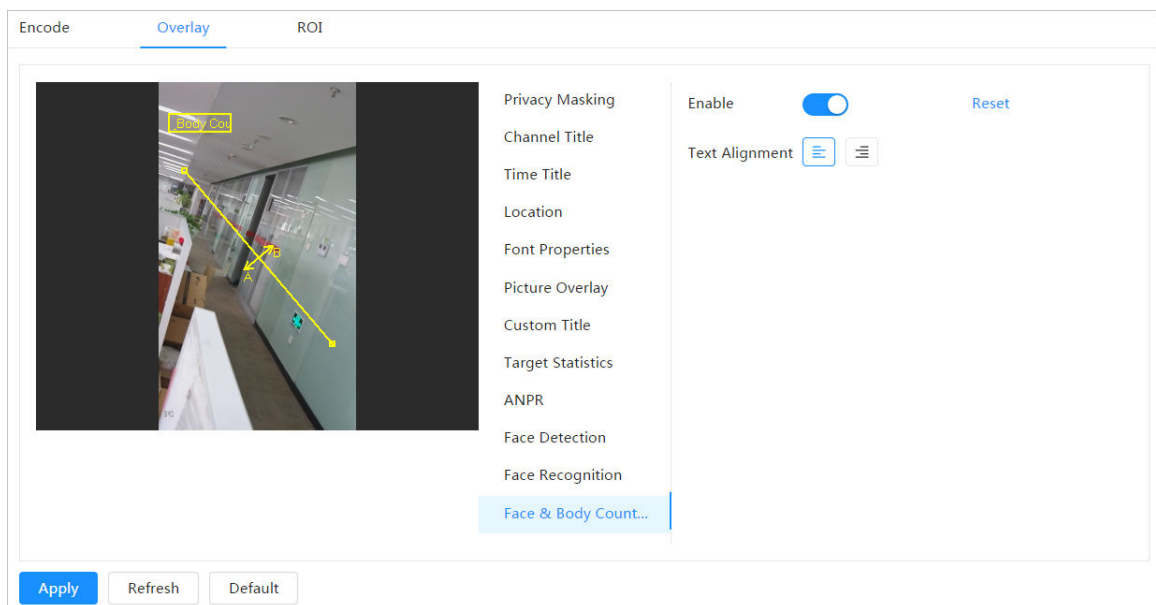 Encode Overlay ROI
Body Cou
B
A
IPC
Privacy Masking
Channel Title
Time Title
Location
Font Properties
Picture Overlay
Custom Title
Target Statistics
ANPR
Face Detection
Face Recognition
Face & Body Count...
Enable Reset
Text Alignment
Apply Refresh Default